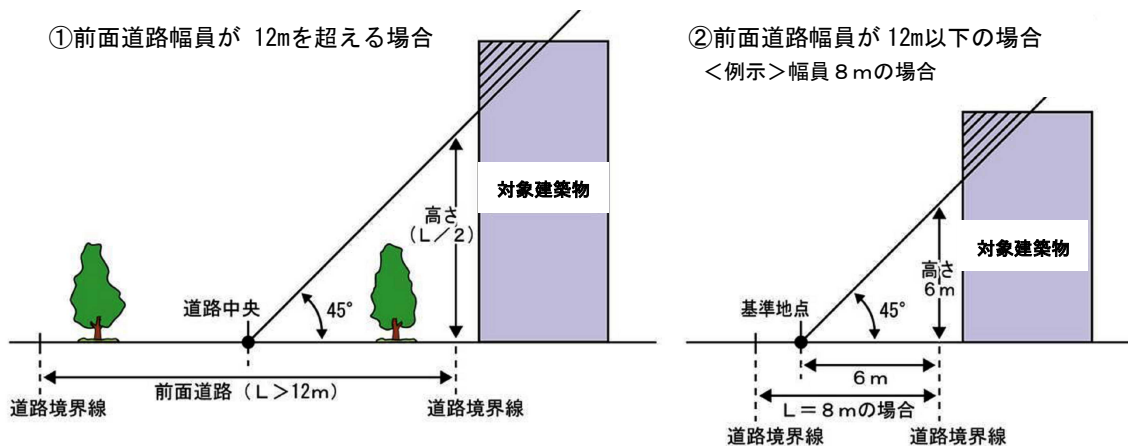 ①前面道路幅員が 12mを超える場合
対象建築物
高さ
(L/2)
道路中央
45°
前面道路(L>12m)
道路境界線
道路境界線
②前面道路幅員が12m以下の場合
<例示>幅員8mの場合
対象建築物
高さ
6m
基準地点
45°
6m
L=8mの場合
道路境界線
道路境界線